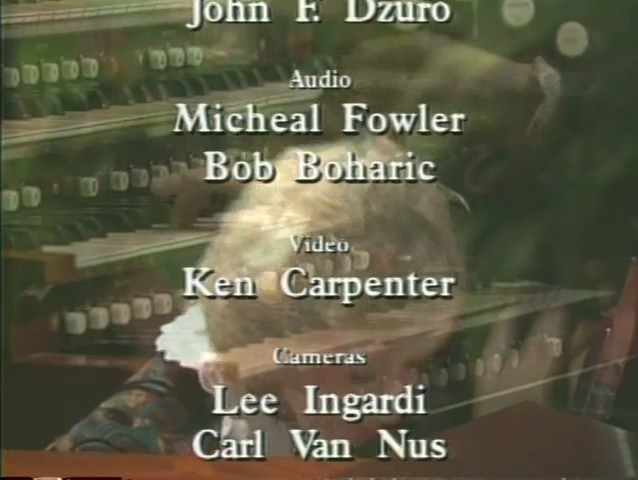 John F. Dzuro
Audio
Micheal Fowler
Bob Boharic
Video
Ken Carpenter
Cameras
Lee Ingardi
Carl Van Nus